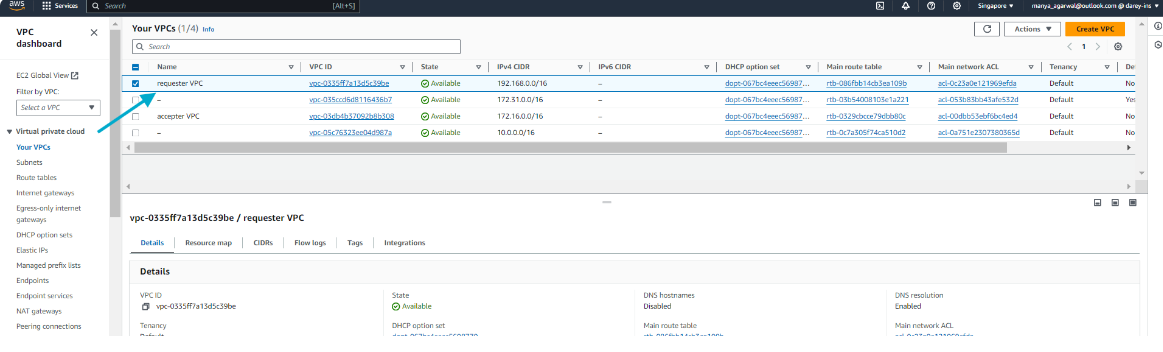 aws Services Search [Alt+S] Singapore ▼ manya_agarwal@outlook.com @ darey-ins ▼
VPC dashboard
EC2 Global View
Filter by VPC:
Select a VPC
Virtual private cloud
Your VPCs
Subnets
Route tables
Internet gateways
Egress-only internet gateways
DHCP option sets
Elastic IPs
Managed prefix lists
Endpoints
Endpoint services
NAT gateways
Peering connections
Your VPCs (1/4) Info
Actions ▼ Create VPC
Search
1
Name VPC ID State IPv4 CIDR IPv6 CIDR DHCP option set Main route table Main network ACL Tenancy
requester VPC vpc-0335ff7a13d5c39be Available 192.168.0.0/16 – dopt-067bc4eeec56987... rtb-086fbb14cb3ea109b acl-0c23a0e121969efda Default No
– vpc-035ccd6d8116436b7 Available 172.31.0.0/16 – dopt-067bc4eeec56987... rtb-03b54008103e1a221 acl-053b83bb43afe532d Default Yes
accepter VPC vpc-03db4b37092b8b308 Available 172.16.0.0/16 – dopt-067bc4eeec56987... rtb-0329cbcce79dbb80c acl-00dbb53ebf6bc4ed4 Default No
– vpc-05c76323ee04d987a Available 10.0.0.0/16 – dopt-067bc4eeec56987... rtb-0c7a305f74ca510d2 acl-0a751e2307380365d Default No
vpc-0335ff7a13d5c39be / requester VPC
Details Resource map CIDRs Flow logs Tags Integrations
Details
VPC ID State DNS hostnames DNS resolution
vpc-0335ff7a13d5c39be Available Disabled Enabled
Tenancy DHCP option set Main route table Main network ACL